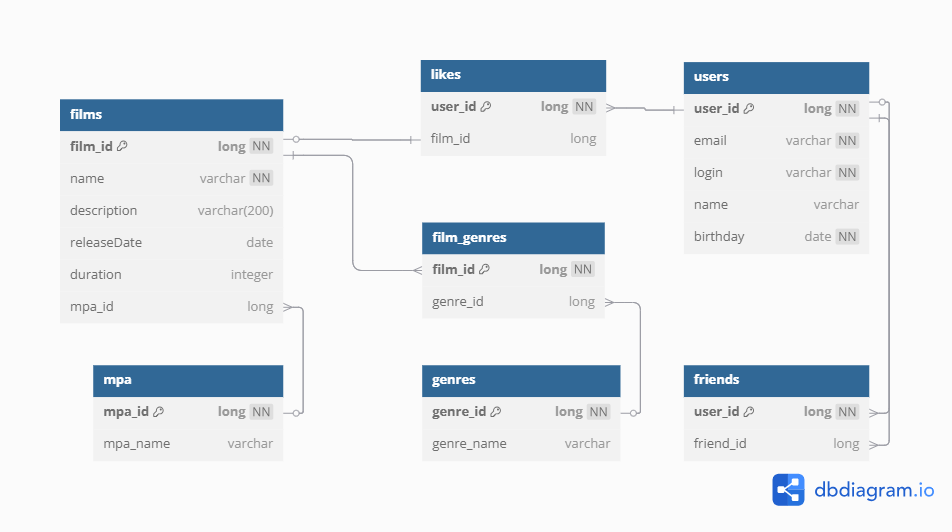 films
film_id long NN
name varchar NN
description varchar(200)
releaseDate date
duration integer
mpa_id long
likes
user_id long NN
film_id long
users
user_id long NN
email varchar NN
login varchar NN
name varchar
birthday date NN
film_genres
film_id long NN
genre_id long
mpa
mpa_id long NN
mpa_name varchar
genres
genre_id long NN
genre_name varchar
friends
user_id long NN
friend_id long
dbdiagram.io